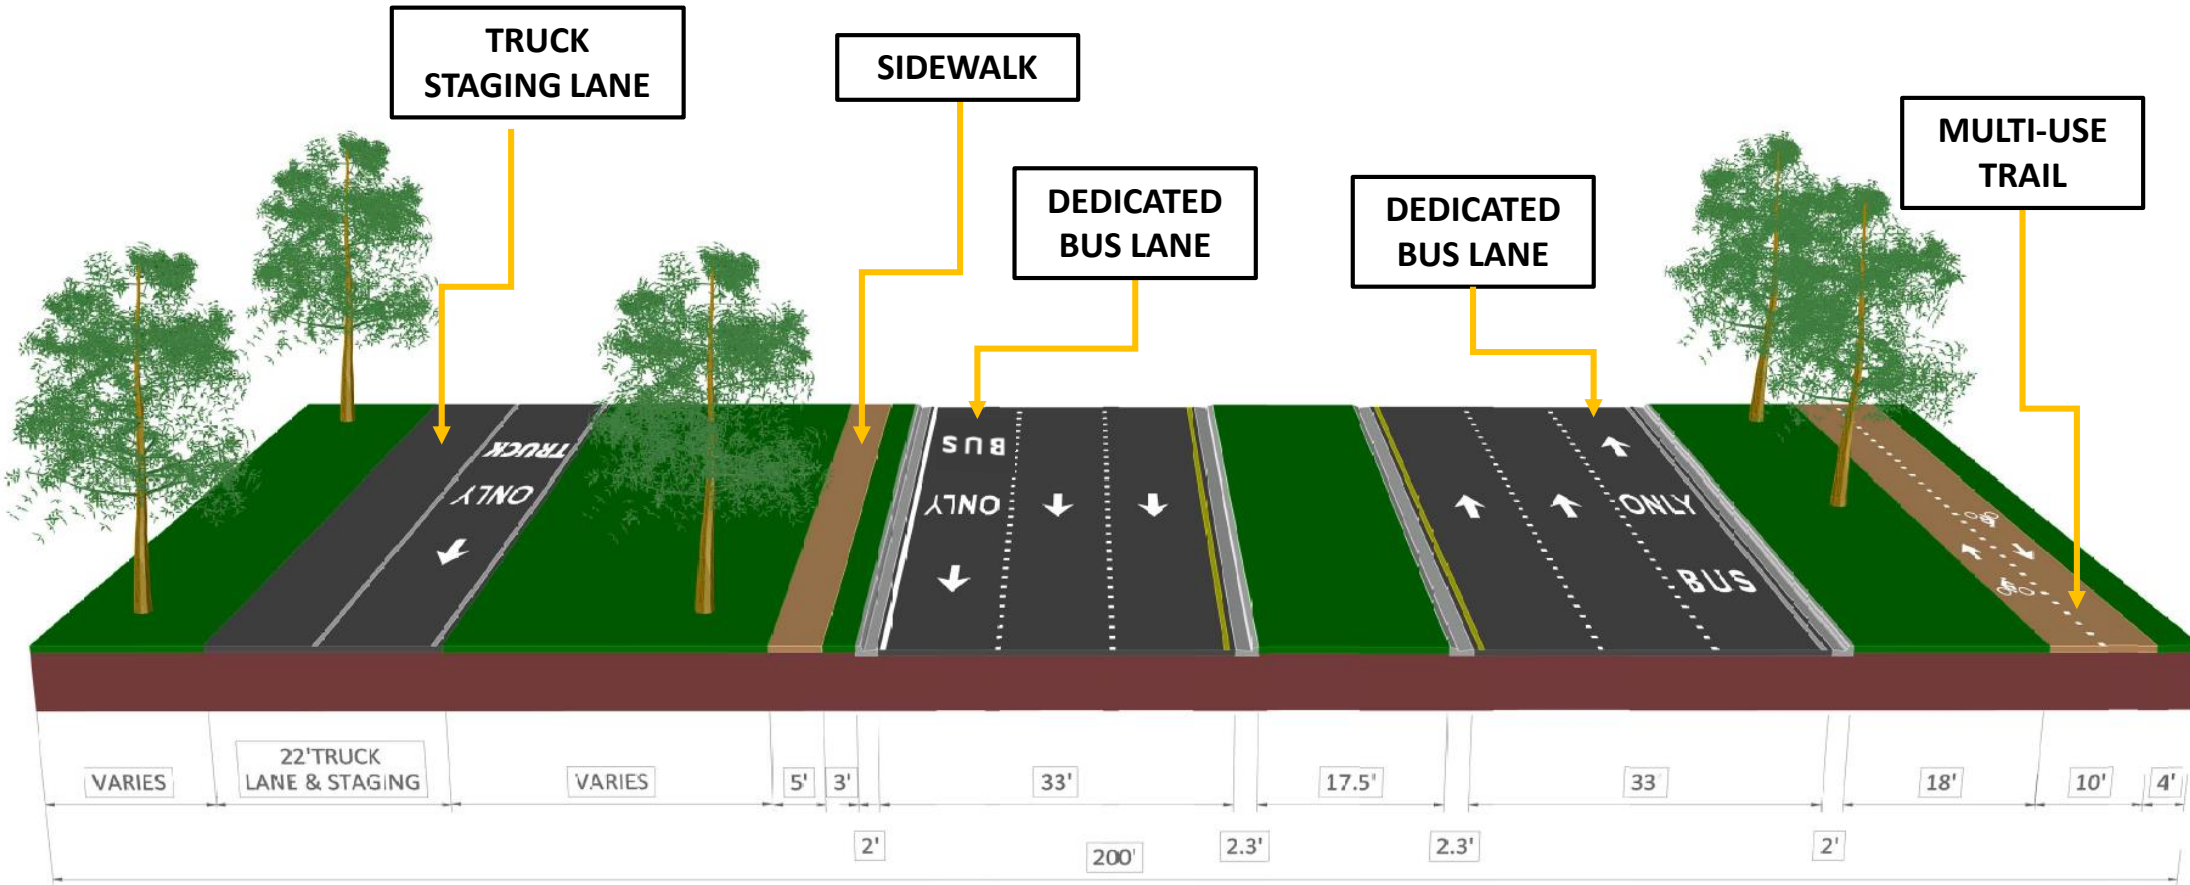 TRUCK
STAGING LANE
SIDEWALK
DEDICATED
BUS LANE
DEDICATED
BUS LANE
MULTI-USE
TRAIL
TRUCK
ONLY
BUS
ONLY
ONLY
BUS
VARIES
22'TRUCK
LANE & STAGING
VARIES
5'
3'
33'
17.5'
33
18'
10'
4'
2'
200'
2.3'
2.3'
2'